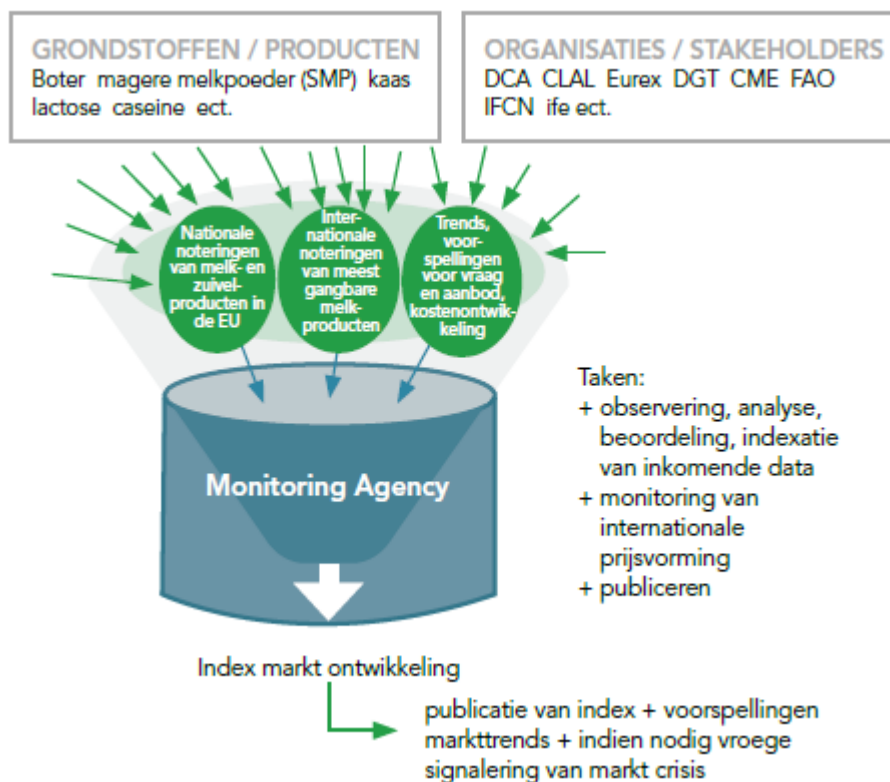 GRONDSTOFFEN / PRODUCTEN
Boter magere melkpoeder (SMP) kaas
lactose caseine ect.
ORGANISATIES / STAKEHOLDERS
DCA CLAL Eurex DGT CME FAO
IFCN ife ect.
Nationale
noteringen
van melk- en
zuivel-
producten in
de EU
Inter-
nationale
noteringen
van meest
gangbare
melk-
producten
Trends,
voor-
spellingen
voor vraag
en aanbod,
kostenontwik-
keling
Taken:
+ observering, analyse,
beoordeling, indexatie
van inkomende data
+ monitoring van
internationale
prijsvorming
+ publiceren
Monitoring Agency
Index markt ontwikkeling
publicatie van index + voorspellingen
markttrends + indien nodig vroege
signalering van markt crisis